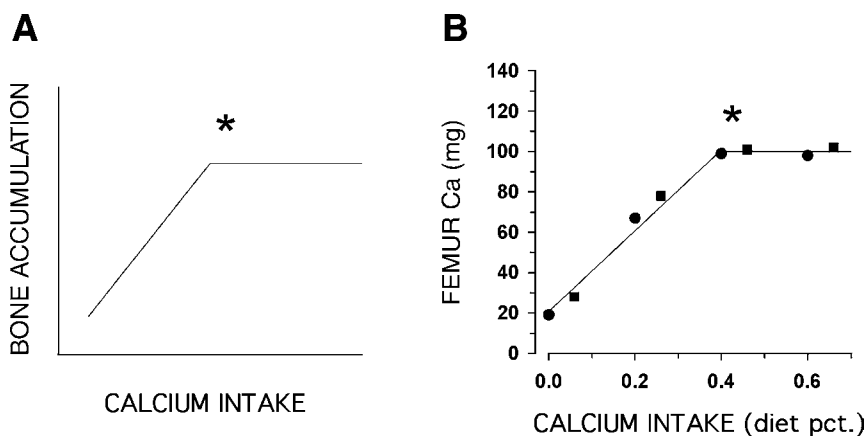 A
BONE ACCUMULATION
*
CALCIUM INTAKE
B
FEMUR Ca (mg)
140
120
100
80
60
40
20
0
*
0.0 0.2 0.4 0.6
CALCIUM INTAKE (diet pct.)